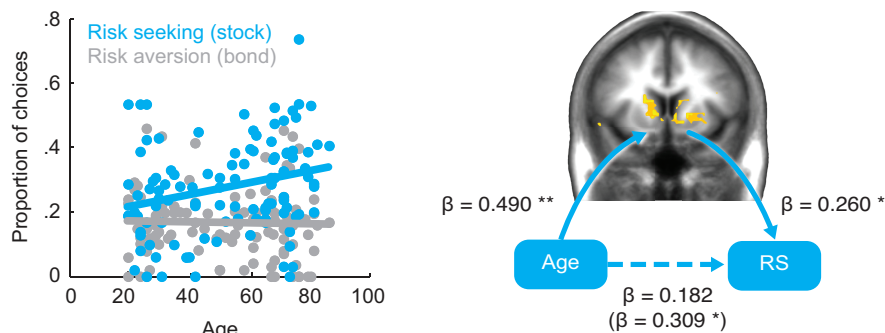 Risk seeking (stock)
Risk aversion (bond)
Proportion of choices
.8
.6
.4
.2
0
0
20
40
60
80
100
Age
β = 0.490 **
β = 0.260 *
Age
RS
β = 0.182
(β = 0.309 *)